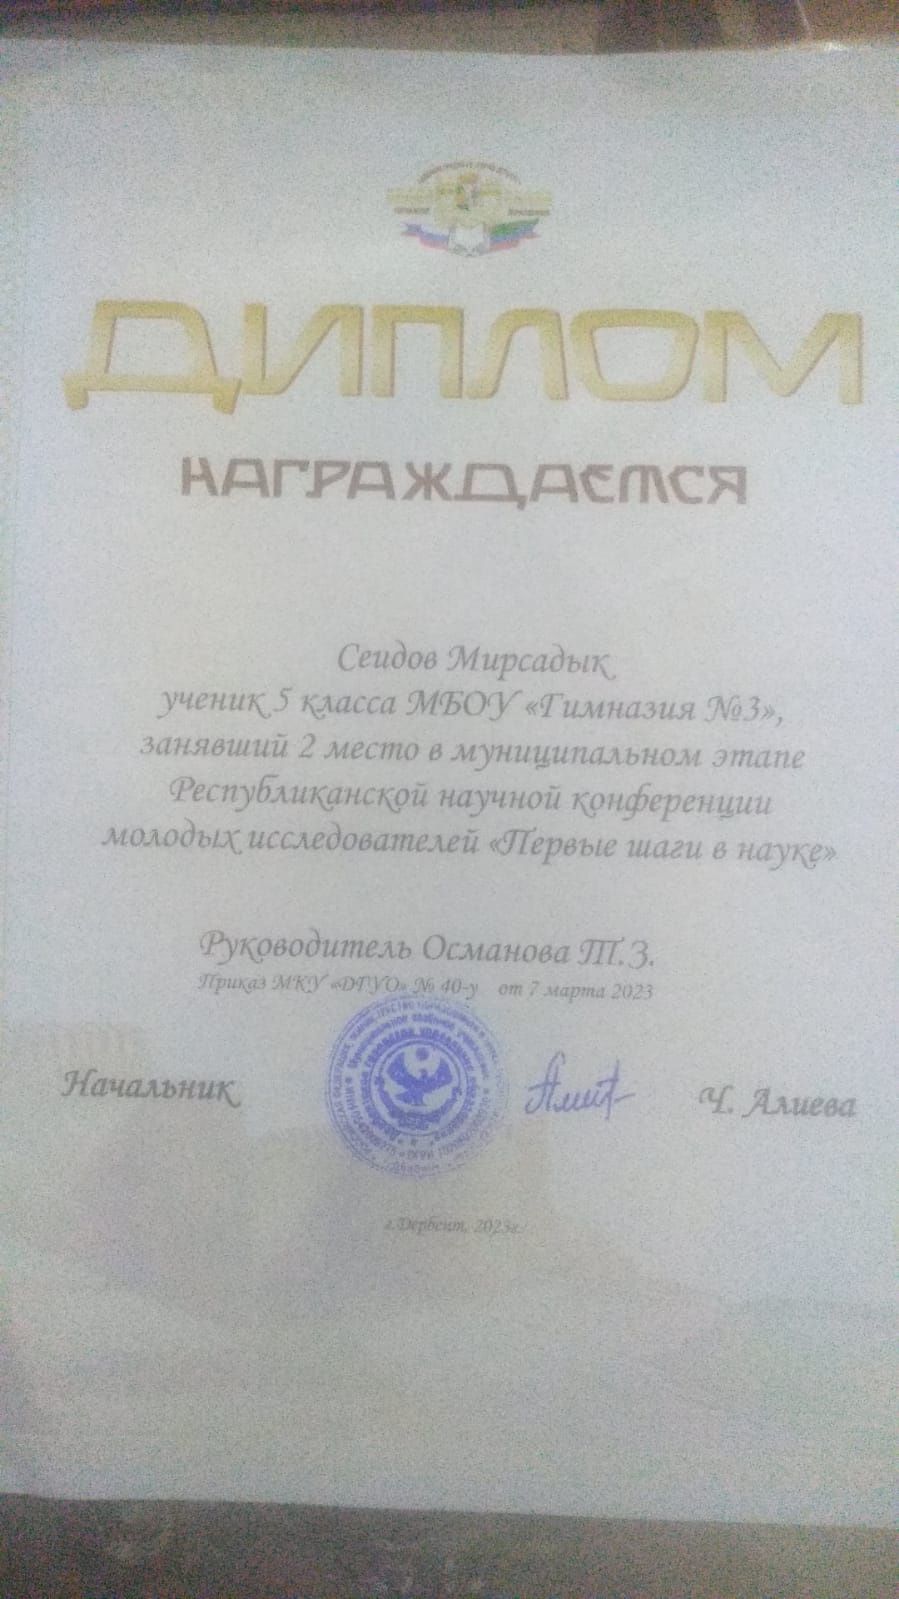 ДИПЛОМ
НАГРАЖДАЕТСЯ
Сеидов Мирсадык
ученик 5 класса МБОУ «Гимназия №3»,
занявший 2 место в муниципальном этапе
Республиканской научной конференции
молодых исследователей «Первые шаги в науке»
Руководитель Османова Т.З.
Приказ МКУ «ДГУО» № 40-у от 7 марта 2023
Начальник Ч. Алиева
г.Дербент, 2023г.